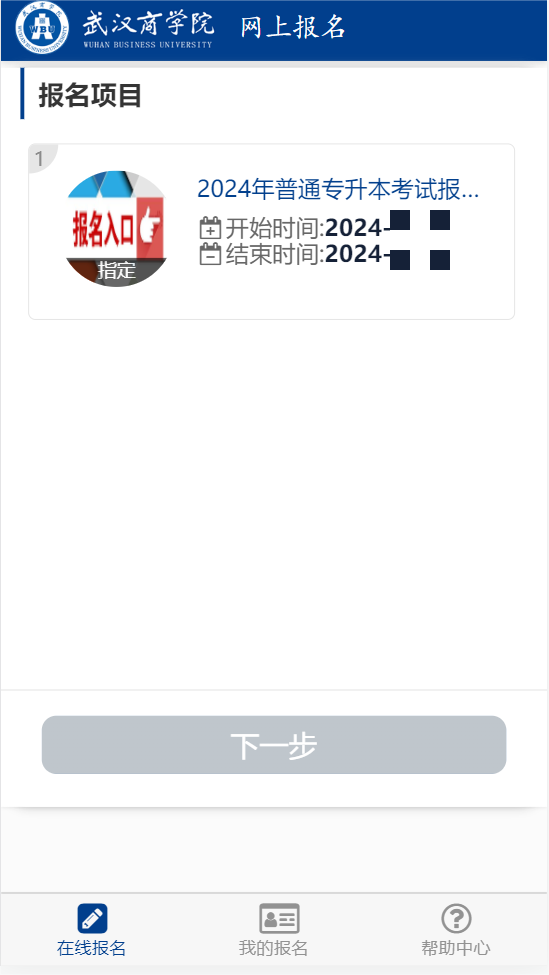 武汉商学院 网上报名
WUHAN BUSINESS UNIVERSITY
WBU
报名项目
1
2024年普通专升本考试报...
报名入口
指定
开始时间:2024-
结束时间:2024-
下一步
在线报名 我的报名 帮助中心